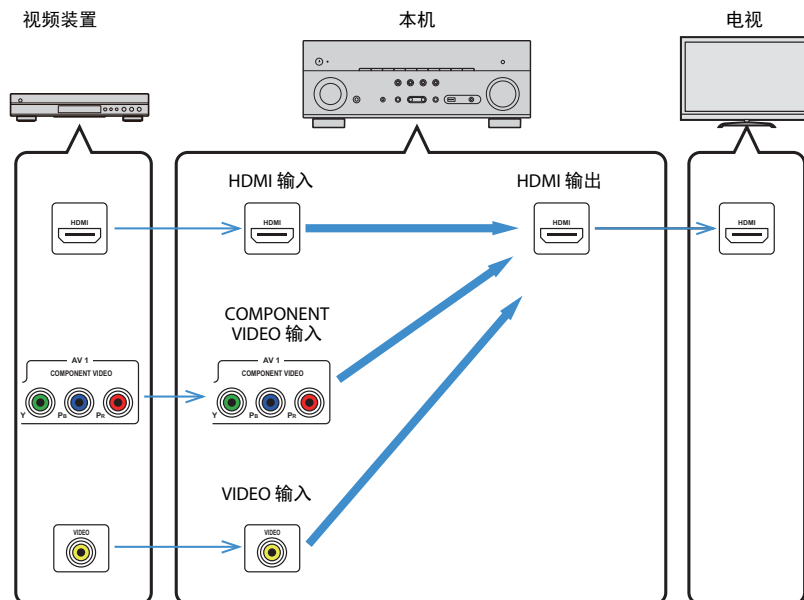 视频装置
本机
电视
HDMI 输入
HDMI 输出
HDMI
HDMI
HDMI
HDMI
COMPONENT
VIDEO 输入
AV 1
COMPONENT VIDEO
Y PB PR
AV 1
COMPONENT VIDEO
Y PB PR
VIDEO 输入
VIDEO
VIDEO